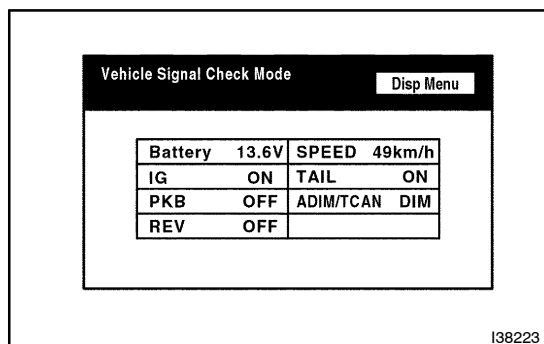 Vehicle Signal Check Mode
Disp Menu
Battery 13.6V SPEED 49km/h
IG ON TAIL ON
PKB OFF ADIM/TCAN DIM
REV OFF
I38223